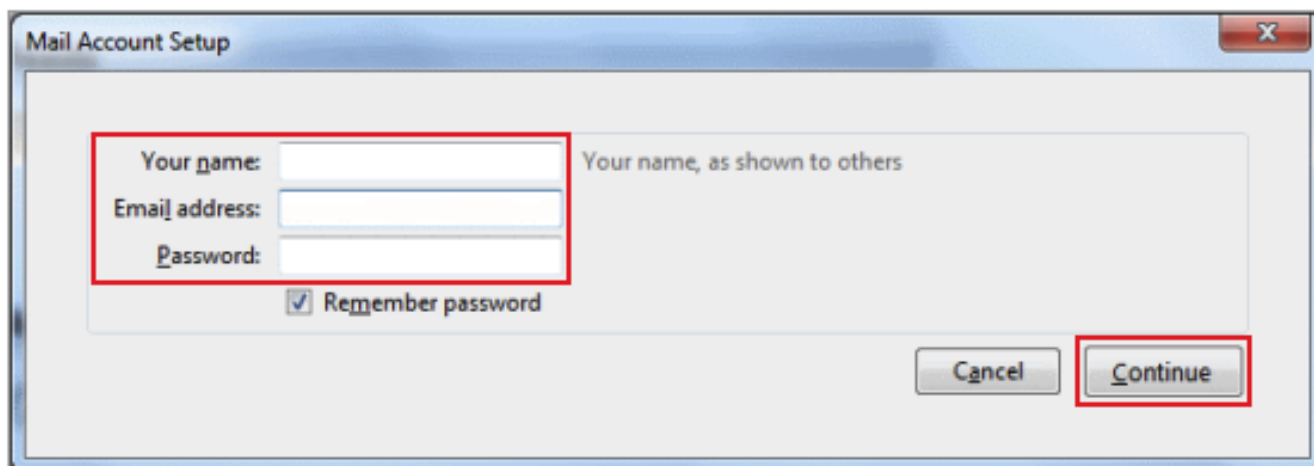 Mail Account Setup
Your name: Your name, as shown to others
Email address:
Password:
Remember password
Cancel Continue